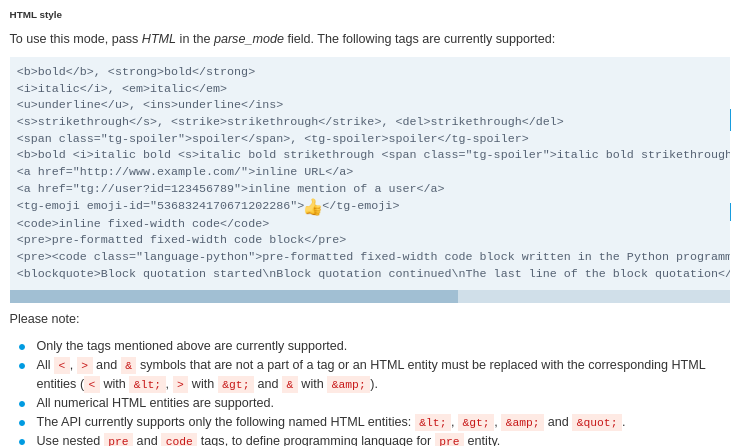 HTML style
To use this mode, pass HTML in the parse_mode field. The following tags are currently supported:
<b>bold</b>, <strong>bold</strong>
<i>italic</i>, <em>italic</em>
<u>underline</u>, <ins>underline</ins>
<s>strikethrough</s>, <strike>strikethrough</strike>, <del>strikethrough</del>
<span class="tg-spoiler">spoiler</span>, <tg-spoiler>spoiler</tg-spoiler>
<b>bold <i>italic bold <s>italic bold strikethrough <span class="tg-spoiler">italic bold strikethrough
<a href="http://www.example.com/">inline URL</a>
<a href="tg://user?id=123456789">inline mention of a user</a>
<tg-emoji emoji-id="5368324170671202286">👍</tg-emoji>
<code>inline fixed-width code</code>
<pre>pre-formatted fixed-width code block</pre>
<pre><code class="language-python">pre-formatted fixed-width code block written in the Python programm
<blockquote>Block quotation started\nBlock quotation continued\nThe last line of the block quotation</
Please note:
Only the tags mentioned above are currently supported.
All <, > and & symbols that are not a part of a tag or an HTML entity must be replaced with the corresponding HTML
entities (< with &lt;, > with &gt; and & with &amp;).
All numerical HTML entities are supported.
The API currently supports only the following named HTML entities: &lt;, &gt;, &amp; and &quot;.
Use nested pre and code tags, to define programming language for pre entity.